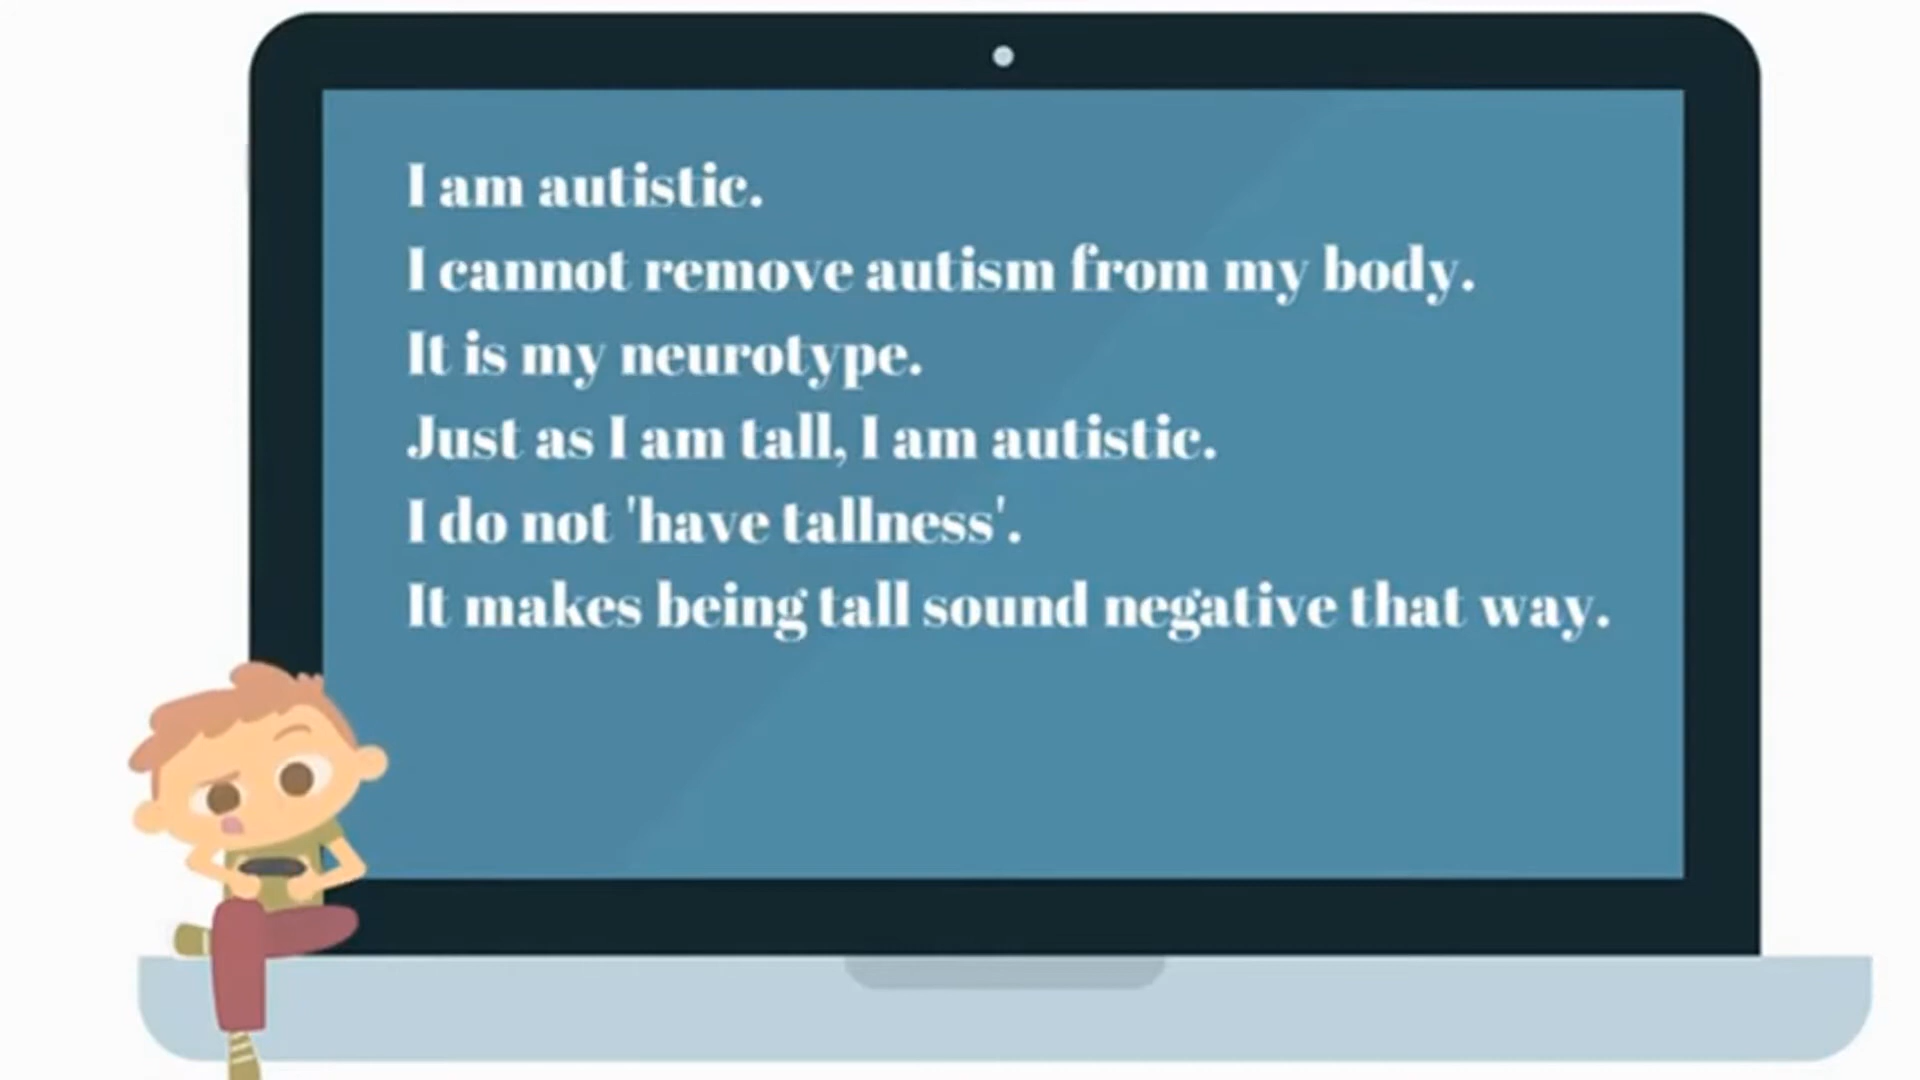 I am autistic.
I cannot remove autism from my body.
It is my neurotype.
Just as I am tall, I am autistic.
I do not 'have tallness'.
It makes being tall sound negative that way.